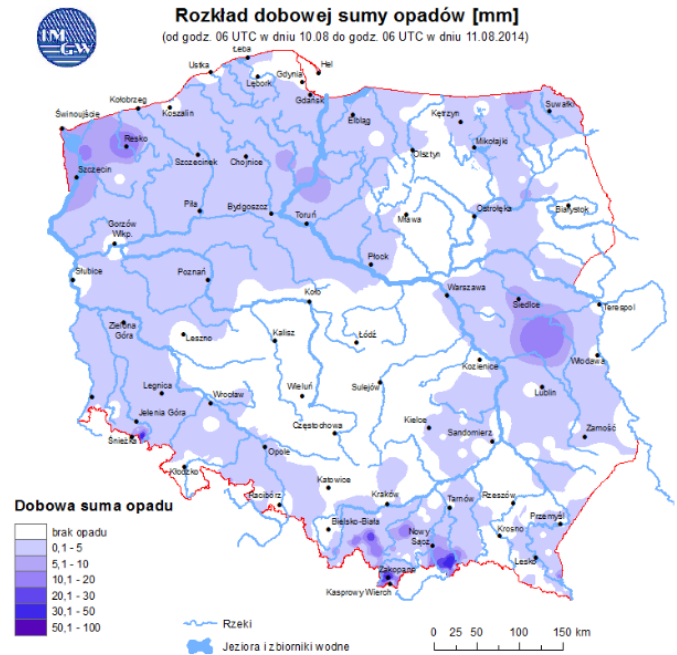 IM
GW
Rozkład dobowej sumy opadów [mm]
(od godz. 06 UTC w dniu 10.08 do godz. 06 UTC w dniu 11.08.2014)
Łeba
Ustka
Hel
Lębork
Gdynia
Gdańsk
Kołobrzeg
Koszalin
Świnoujście
Elbląg
Kętrzyn
Suwałki
Resko
Szczecinek
Chojnice
Olsztyn
Mikołajki
Szczecin
Piła
Bydgoszcz
Toruń
Mława
Ostrołęka
Białystok
Gorzów
Wlkp.
Płock
Słubice
Poznań
Koło
Warszawa
Siedlce
Terespol
Zielona
Góra
Leszno
Kalisz
Łódź
Kozienice
Włodawa
Legnica
Wrocław
Wieluń
Sulejów
Lublin
Jelenia Góra
Śnieżka
Częstochowa
Kielce
Sandomierz
Zamość
Opole
Kłodzko
Racibórz
Katowice
Kraków
Tarnów
Rzeszów
Przemyśl
Bielsko-Biała
Nowy
Sącz
Krosno
Lesko
Zakopane
Kasprowy Wierch
Dobowa suma opadu
brak opadu
0,1 - 5
5,1 - 10
10,1 - 20
20,1 - 30
30,1 - 50
50,1 - 100
Rzeki
Jeziora i zbiorniki wodne
0 25 50 100 150 km